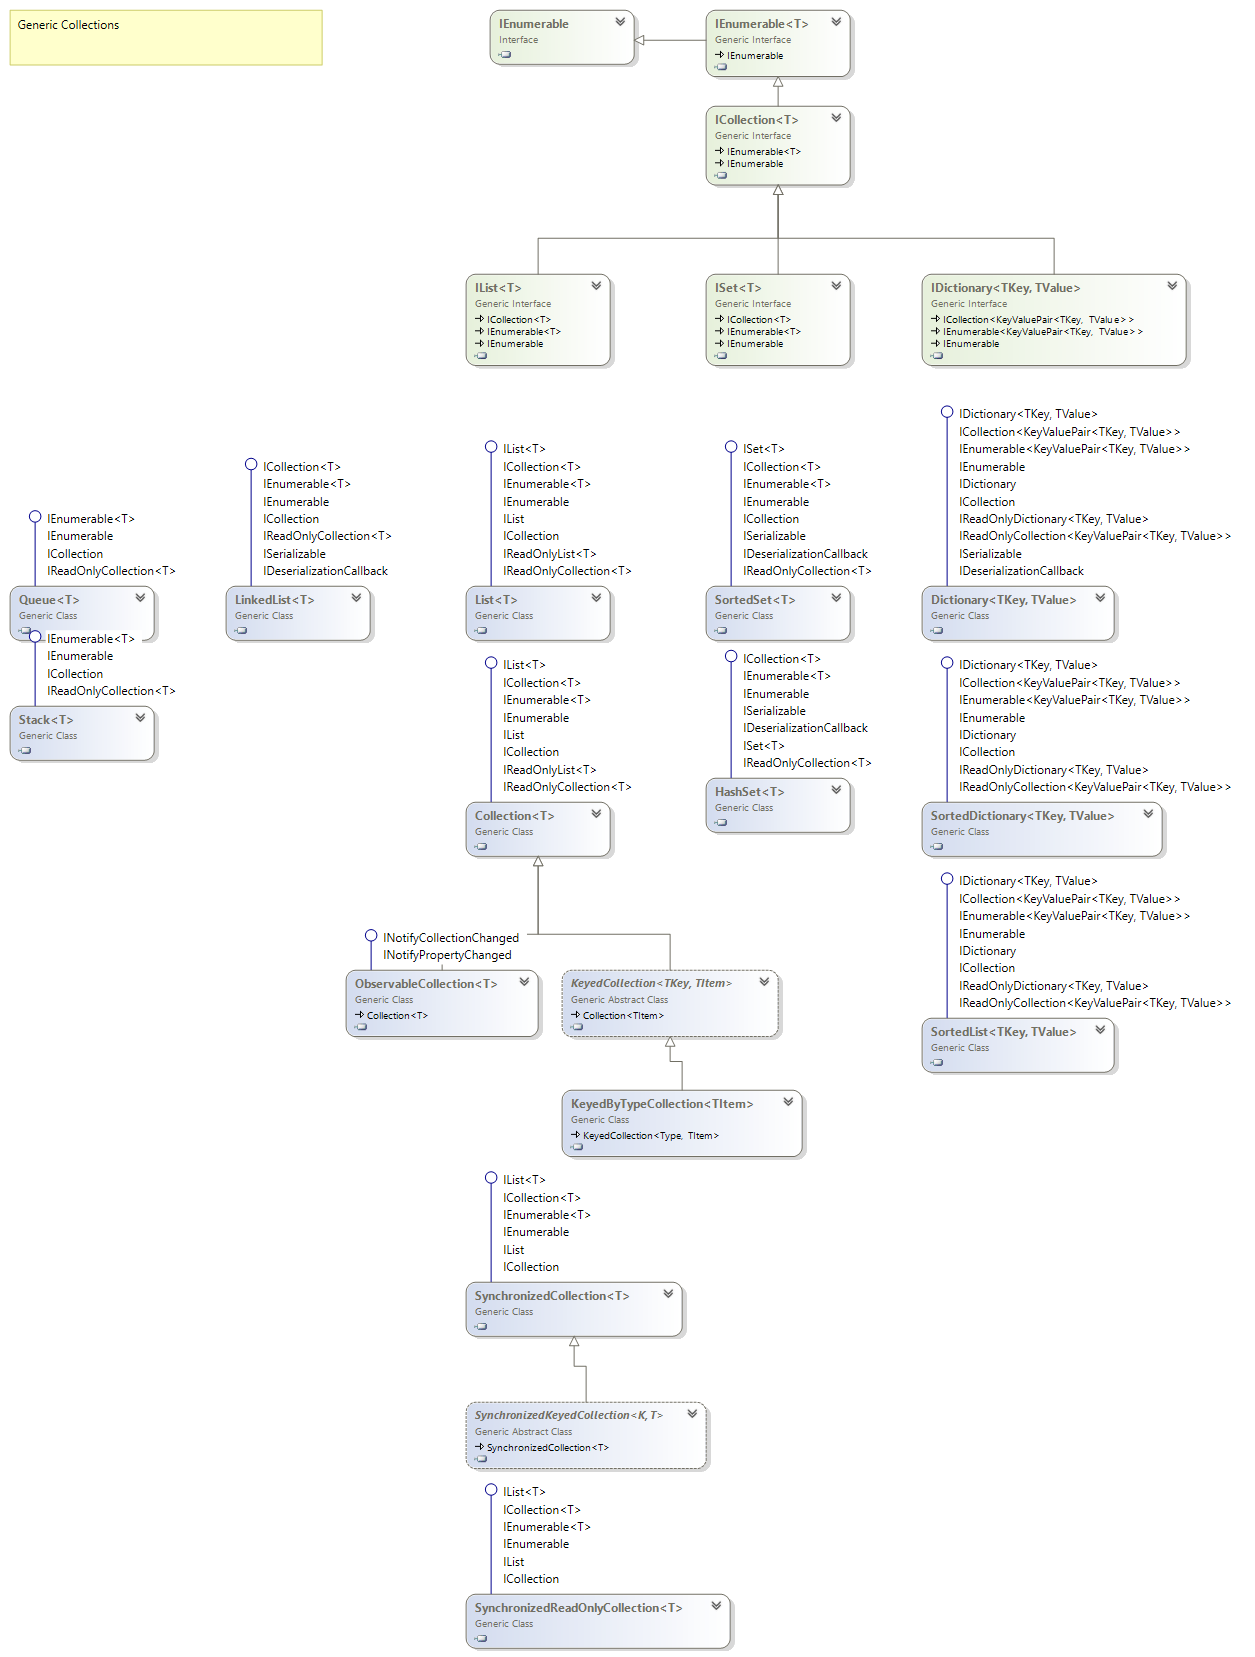 Generic Collections
IEnumerable
Interface
IEnumerable<T>
Generic Interface
IEnumerable
ICollection<T>
Generic Interface
IEnumerable<T>
IEnumerable
IList<T>
Generic Interface
ICollection<T>
IEnumerable<T>
IEnumerable
ISet<T>
Generic Interface
ICollection<T>
IEnumerable<T>
IEnumerable
IDictionary<TKey, TValue>
Generic Interface
ICollection<KeyValuePair<TKey, TValue>>
IEnumerable<KeyValuePair<TKey, TValue>>
IEnumerable
IEnumerable<T>
IEnumerable
ICollection
IReadOnlyCollection<T>
Queue<T>
Generic Class
IEnumerable<T>
IEnumerable
ICollection
IReadOnlyCollection<T>
Stack<T>
Generic Class
ICollection<T>
IEnumerable<T>
IEnumerable
ICollection
IReadOnlyCollection<T>
ISerializable
IDeserializationCallback
LinkedList<T>
Generic Class
IList<T>
ICollection<T>
IEnumerable<T>
IEnumerable
IList
ICollection
IReadOnlyList<T>
IReadOnlyCollection<T>
List<T>
Generic Class
IList<T>
ICollection<T>
IEnumerable<T>
IEnumerable
IList
ICollection
IReadOnlyList<T>
IReadOnlyCollection<T>
Collection<T>
Generic Class
ISet<T>
ICollection<T>
IEnumerable<T>
IEnumerable
ICollection
ISerializable
IDeserializationCallback
IReadOnlyCollection<T>
SortedSet<T>
Generic Class
ICollection<T>
IEnumerable<T>
IEnumerable
ISerializable
IDeserializationCallback
ISet<T>
IReadOnlyCollection<T>
HashSet<T>
Generic Class
IDictionary<TKey, TValue>
ICollection<KeyValuePair<TKey, TValue>>
IEnumerable<KeyValuePair<TKey, TValue>>
IEnumerable
IDictionary
ICollection
IReadOnlyDictionary<TKey, TValue>
IReadOnlyCollection<KeyValuePair<TKey, TValue>>
ISerializable
IDeserializationCallback
Dictionary<TKey, TValue>
Generic Class
IDictionary<TKey, TValue>
ICollection<KeyValuePair<TKey, TValue>>
IEnumerable<KeyValuePair<TKey, TValue>>
IEnumerable
IDictionary
ICollection
IReadOnlyDictionary<TKey, TValue>
IReadOnlyCollection<KeyValuePair<TKey, TValue>>
SortedDictionary<TKey, TValue>
Generic Class
IDictionary<TKey, TValue>
ICollection<KeyValuePair<TKey, TValue>>
IEnumerable<KeyValuePair<TKey, TValue>>
IEnumerable
IDictionary
ICollection
IReadOnlyDictionary<TKey, TValue>
IReadOnlyCollection<KeyValuePair<TKey, TValue>>
SortedList<TKey, TValue>
Generic Class
INotifyCollectionChanged
INotifyPropertyChanged
ObservableCollection<T>
Generic Class
Collection<T>
KeyedCollection<TKey, TItem>
Generic Abstract Class
Collection<TItem>
KeyedByTypeCollection<TItem>
Generic Class
KeyedCollection<Type, TItem>
IList<T>
ICollection<T>
IEnumerable<T>
IEnumerable
IList
ICollection
SynchronizedCollection<T>
Generic Class
SynchronizedKeyedCollection<K, T>
Generic Abstract Class
SynchronizedCollection<T>
IList<T>
ICollection<T>
IEnumerable<T>
IEnumerable
IList
ICollection
SynchronizedReadOnlyCollection<T>
Generic Class